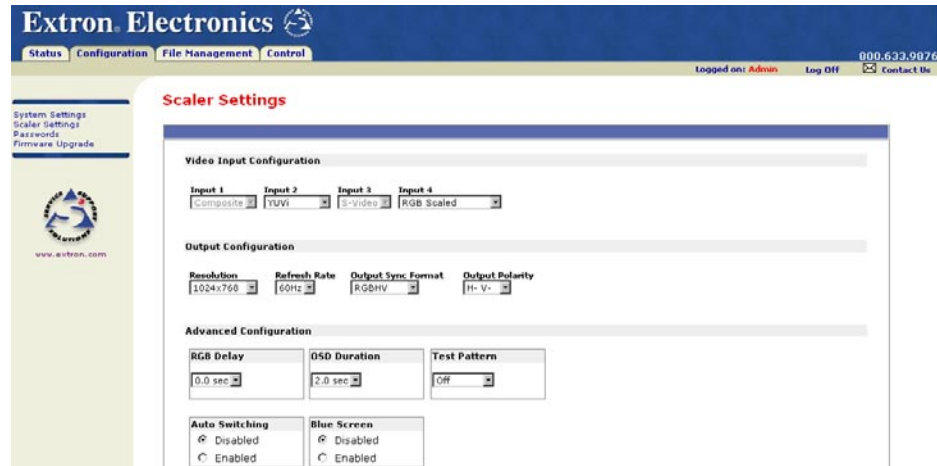 Extron. Electronics
Status Configuration File Management Control
800.633.9876
Logged on: Admin Log Off Contact Us
System Settings
Scaler Settings
Passwords
Firmware Upgrade
SERVICE SUPPORT SOLUTIONS
www.extron.com
Scaler Settings
Video Input Configuration
Input 1 Input 2 Input 3 Input 4
Composite YUVi S-Video RGB Scaled
Output Configuration
Resolution Refresh Rate Output Sync Format Output Polarity
1024x768 60Hz RGBHV H- V-
Advanced Configuration
RGB Delay OSD Duration Test Pattern
0.0 sec 2.0 sec Off
Auto Switching Blue Screen
Disabled Disabled
Enabled Enabled